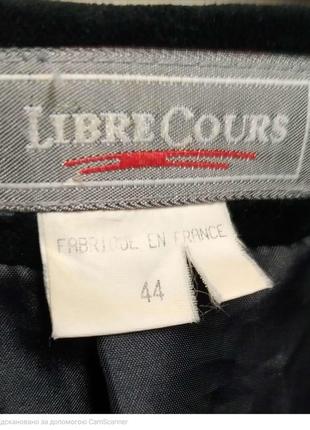 LIBRE COURS
FABRIQUE EN FRANCE
44
дскановано за допомогою CamScanner